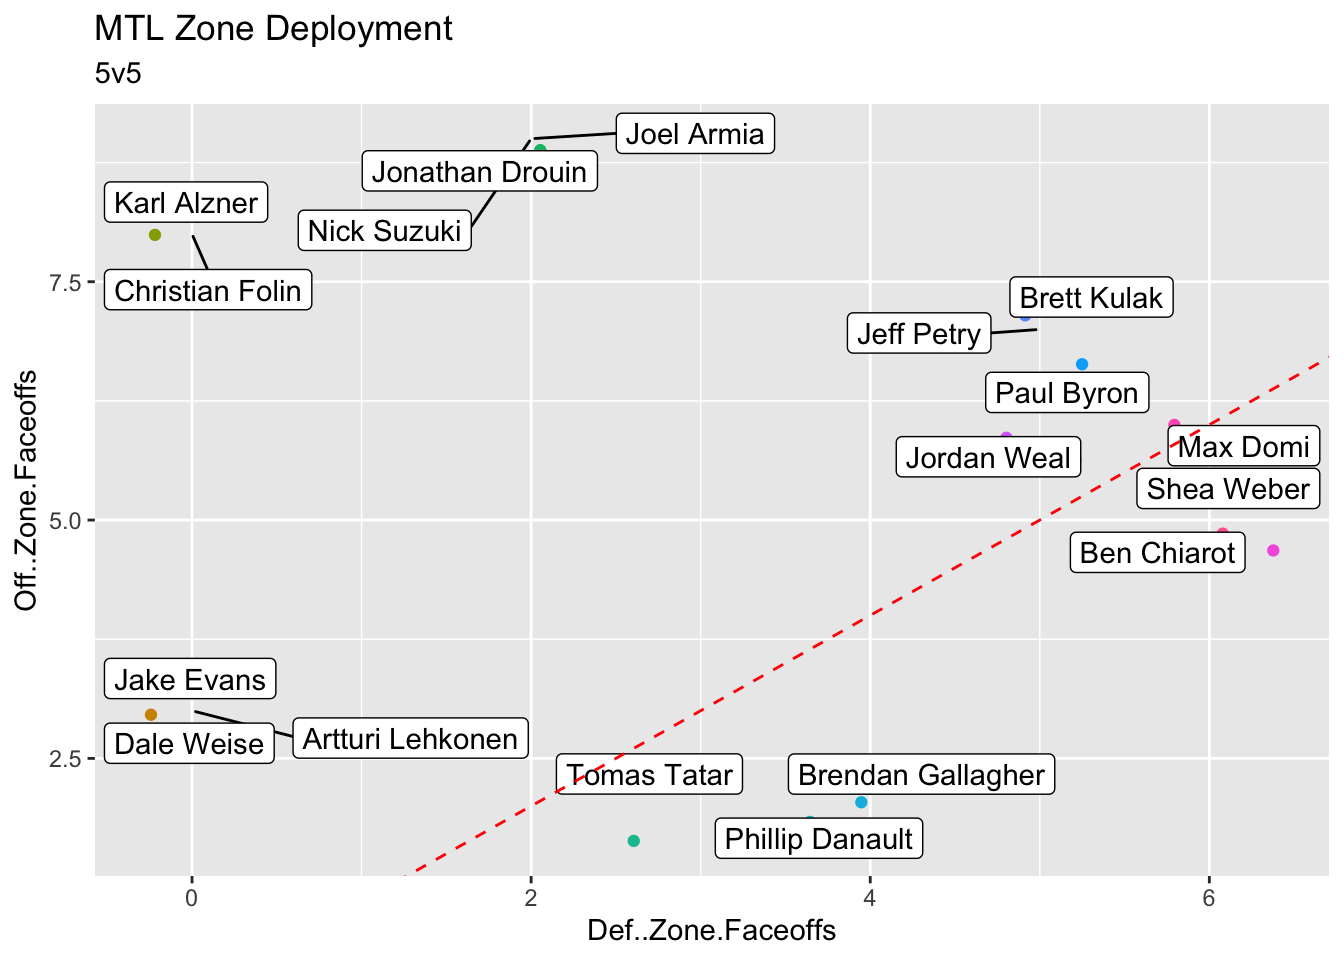 MTL Zone Deployment
5v5
Joel Armia
Jonathan Drouin
Karl Alzner
Nick Suzuki
Christian Folin
Brett Kulak
Jeff Petry
Paul Byron
Max Domi
Jordan Weal
Shea Weber
Ben Chiarot
Jake Evans
Artturi Lehkonen
Dale Weise
Tomas Tatar
Brendan Gallagher
Phillip Danault
7.5
5.0
2.5
Off..Zone.Faceoffs
0
2
4
6
Def..Zone.Faceoffs